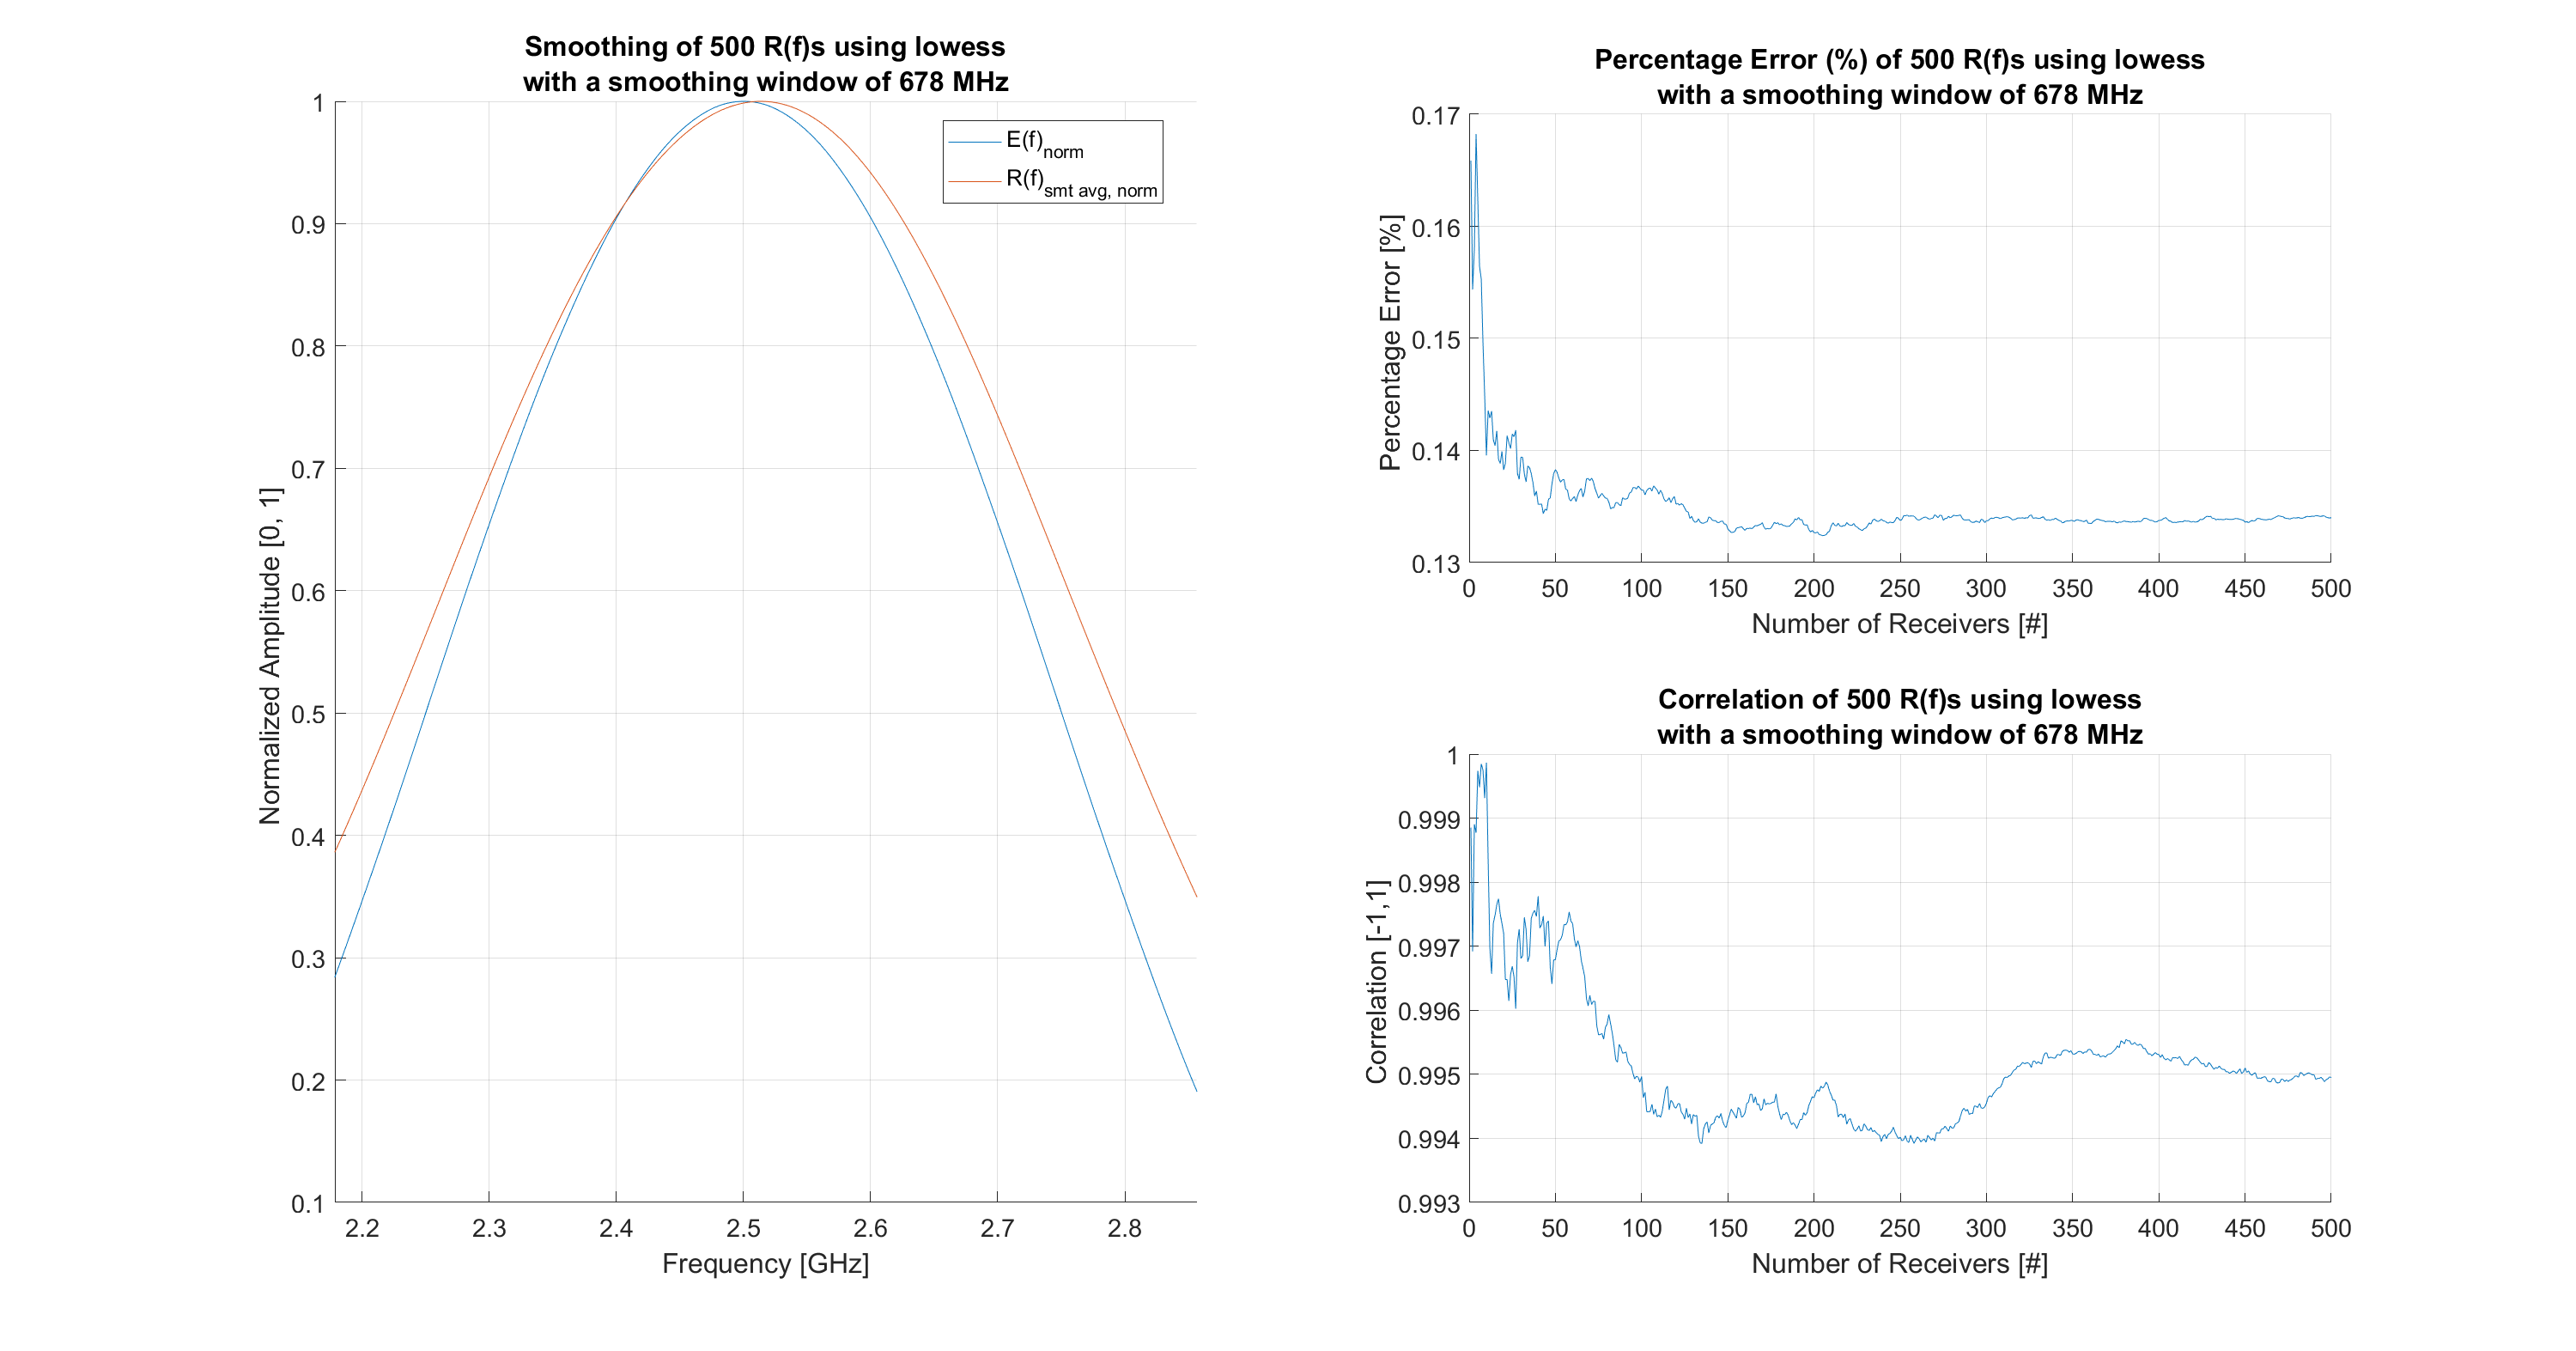 Smoothing of 500 R(f)s using lowess
with a smoothing window of 678 MHz
1
0.9
0.8
0.7
0.6
0.5
0.4
0.3
0.2
0.1
Normalized Amplitude [0, 1]
E(f)norm
R(f)smt avg, norm
2.2 2.3 2.4 2.5 2.6 2.7 2.8
Frequency [GHz]
Percentage Error (%) of 500 R(f)s using lowess
with a smoothing window of 678 MHz
0.17
0.16
0.15
0.14
0.13
Percentage Error [%]
0 50 100 150 200 250 300 350 400 450 500
Number of Receivers [#]
Correlation of 500 R(f)s using lowess
with a smoothing window of 678 MHz
1
0.999
0.998
0.997
0.996
0.995
0.994
0.993
Correlation [-1,1]
0 50 100 150 200 250 300 350 400 450 500
Number of Receivers [#]